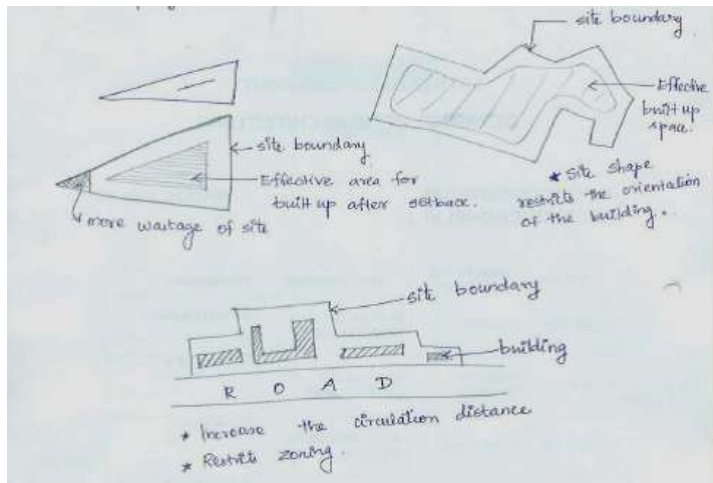 site boundary
Effective
built up
space.
* Site shape
restricts the orientation
of the building.
site boundary
Effective area for
built up after setback.
more wastage of site
site boundary
building
R O A D
* Increase the circulation distance
* Restricts zoning.